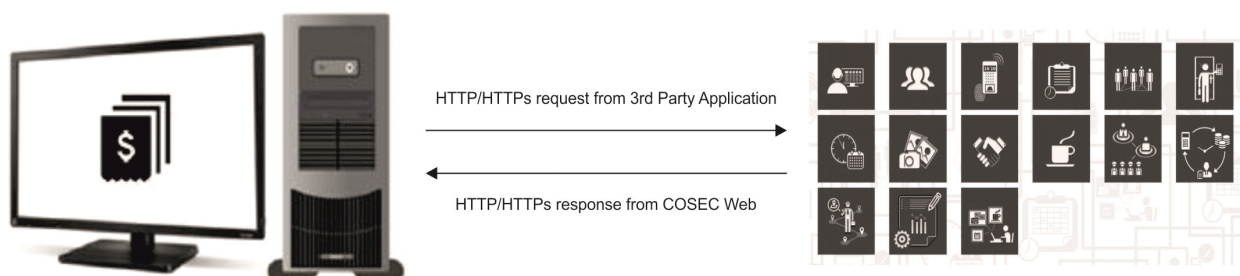 $
HTTP/HTTPs request from 3rd Party Application
HTTP/HTTPs response from COSEC Web